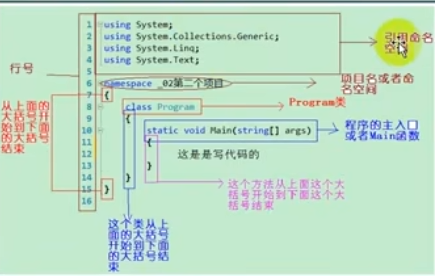 1 using System;
2 using System.Collections.Generic;
3 using System.Linq;
4 using System.Text;
5
6 namespace _02第二个项目
7 {
8 class Program
9 {
10 static void Main(string[] args)
11 {
12 这是是写代码的
13 }
14 }
15 }
16
引用命名
空间
行号
项目名或者命
名空间
Program类
程序的主入口
或者Main函数
从上面的
大括号开
始到下面
的大括号
结束
这个方法从上面这个大
括号开始到下面这个大
括号结束
这个类从上
面的大括号
开始到下面
的大括号结
束